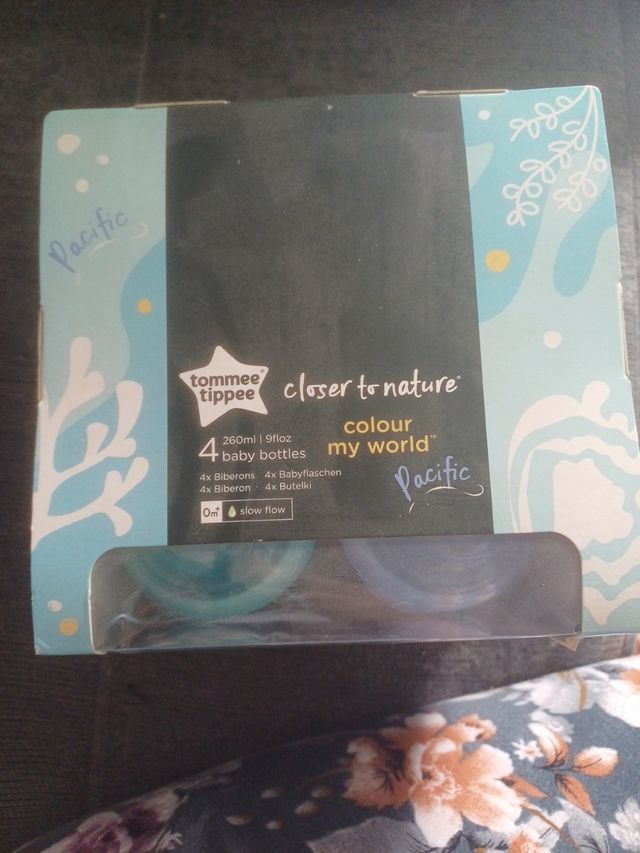 Pacific
tommee®
tippee
closer to nature®
4 260ml | 9floz
baby bottles
colour
my world™
Pacific
4x Biberons 4x Babyflaschen
4x Biberon · 4x Butelki
0m+ slow flow